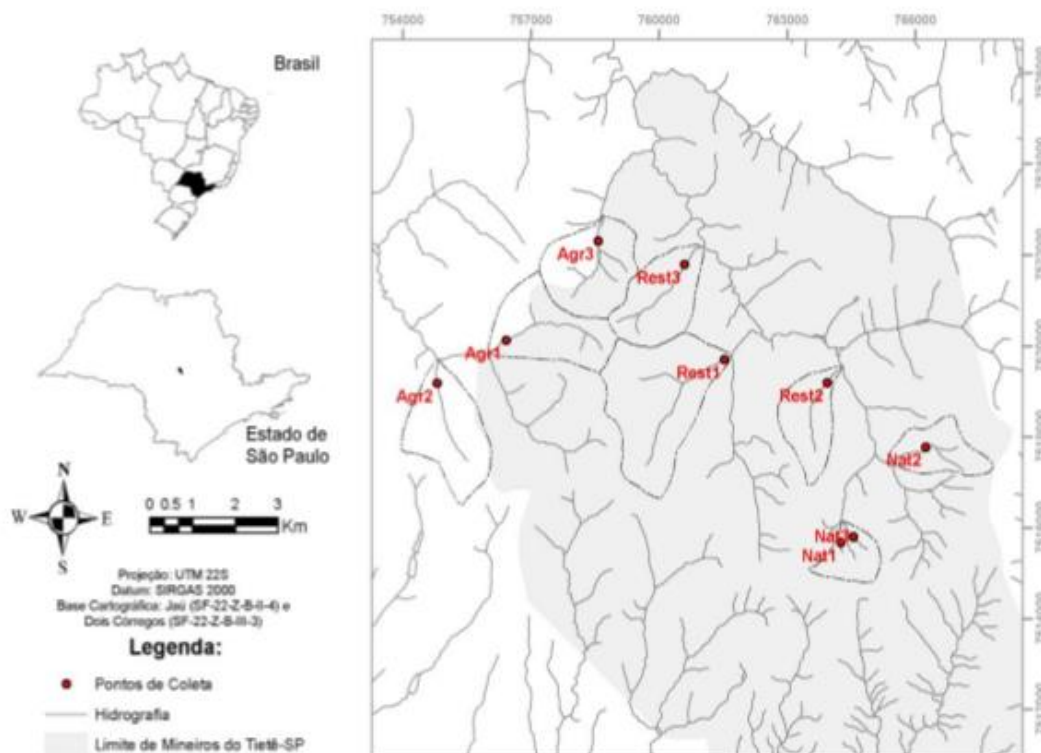 Brasil
Estado de
São Paulo
N
W E
S
0 0.5 1 2 3
Km
Projeção: UTM 22S
Datum: SIRGAS 2000
Base Cartográfica: Jaú (SF-22-Z-B-II-4) e
Dois Córregos (SF-22-Z-B-III-3)
Legenda:
Pontos de Coleta
Hidrografia
Limite de Mineiros do Tietê-SP
754000 757000 760000 763000 766000
Agr3
Rest3
Agr1
Rest1
Agr2
Rest2
Nat2
Nat1